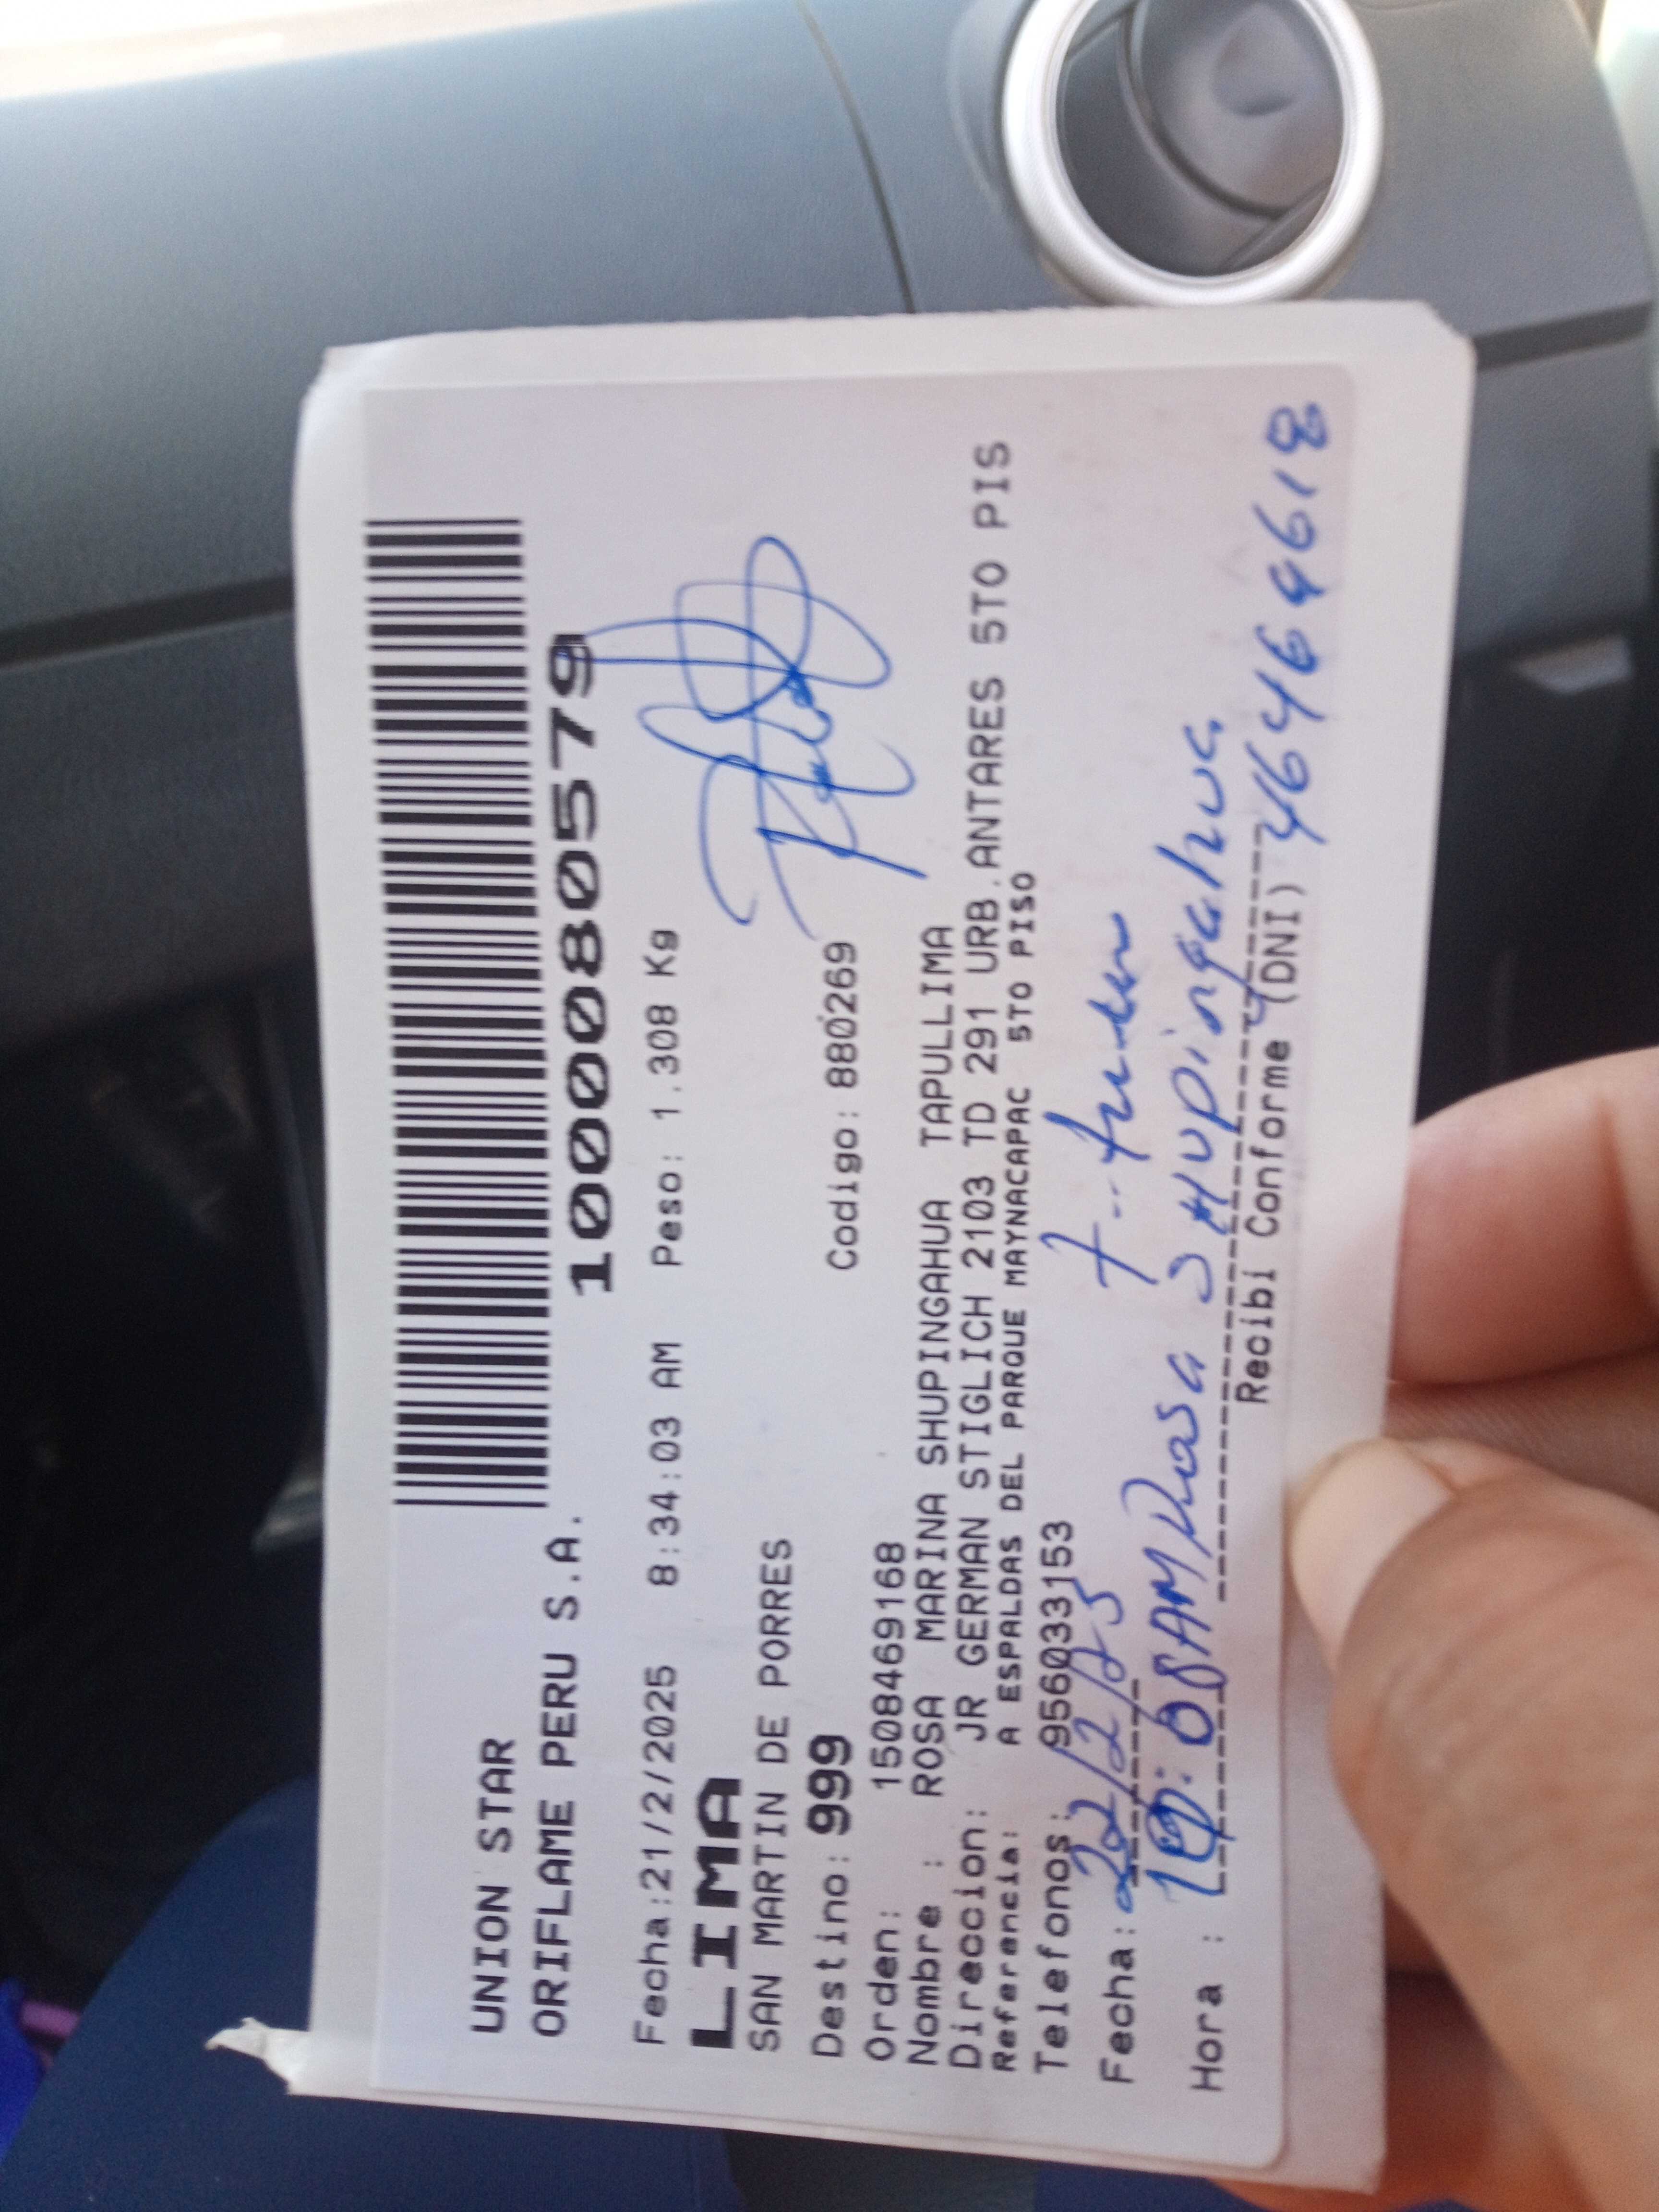 UNION STAR
ORIFLAME PERU S.A.
1000080579
Fecha:21/2/2025 8:34:03 AM Peso: 1.308 Kg
LIMA
SAN MARTIN DE PORRES
Destino: 999 Codigo: 880269
Orden: 1508469168
Nombre : ROSA MARINA SHUPINGAHUA TAPULLIMA
Direccion: JR GERMAN STIGLICH 2103 TD 291 URB.ANTARES 5TO PIS
Referencia: A ESPALDAS DEL PARQUE MAYNACAPAC 5TO PISO
Telefonos: 956033153
Fecha: 22/2/25
Hora : 10:08AM Rosa SHupingahua
Recibi Conforme (DNI)